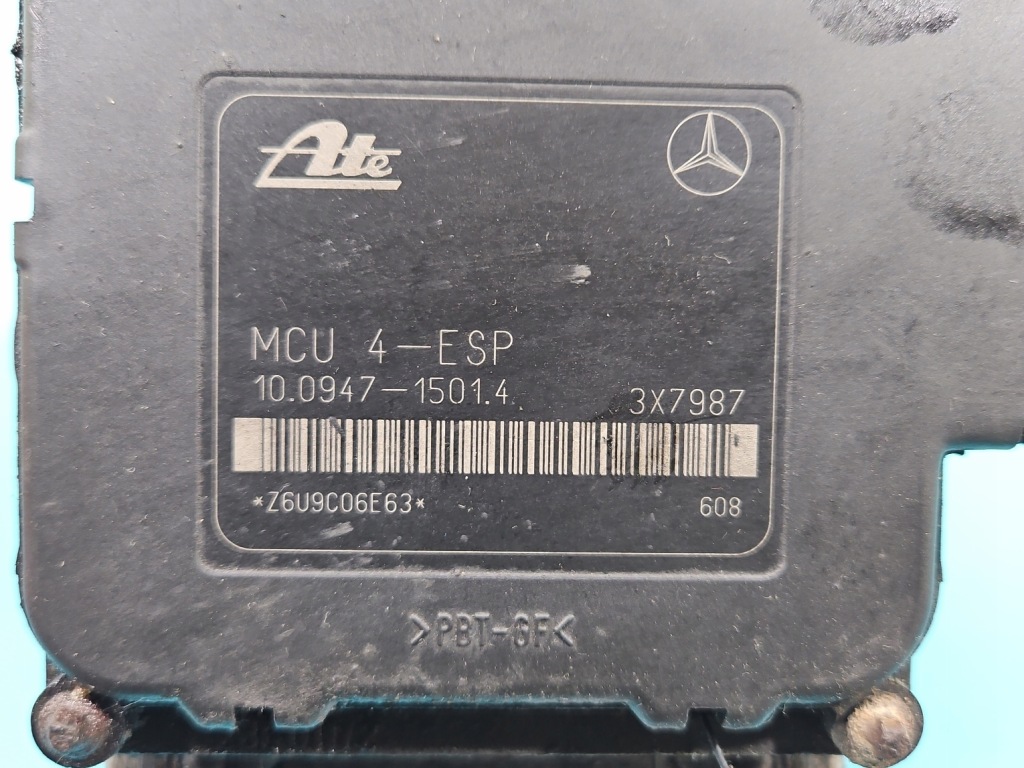 Ate
MCU 4-ESP
10.0947-1501.4 3X7987
*Z6U9C06E63* 608
>PBT-GF<